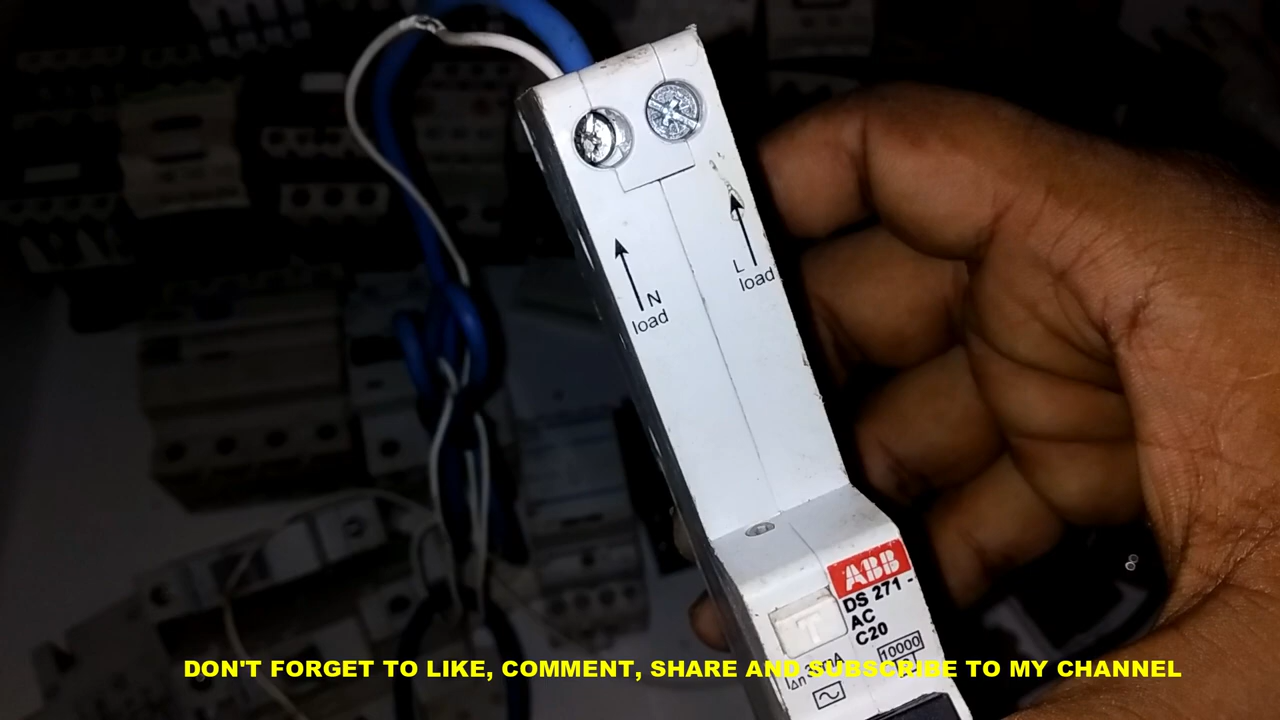 N
load
L
load
ABB
DS 271 -
AC
C20
T
10000
DON'T FORGET TO LIKE, COMMENT, SHARE AND SUBSCRIBE TO MY CHANNEL